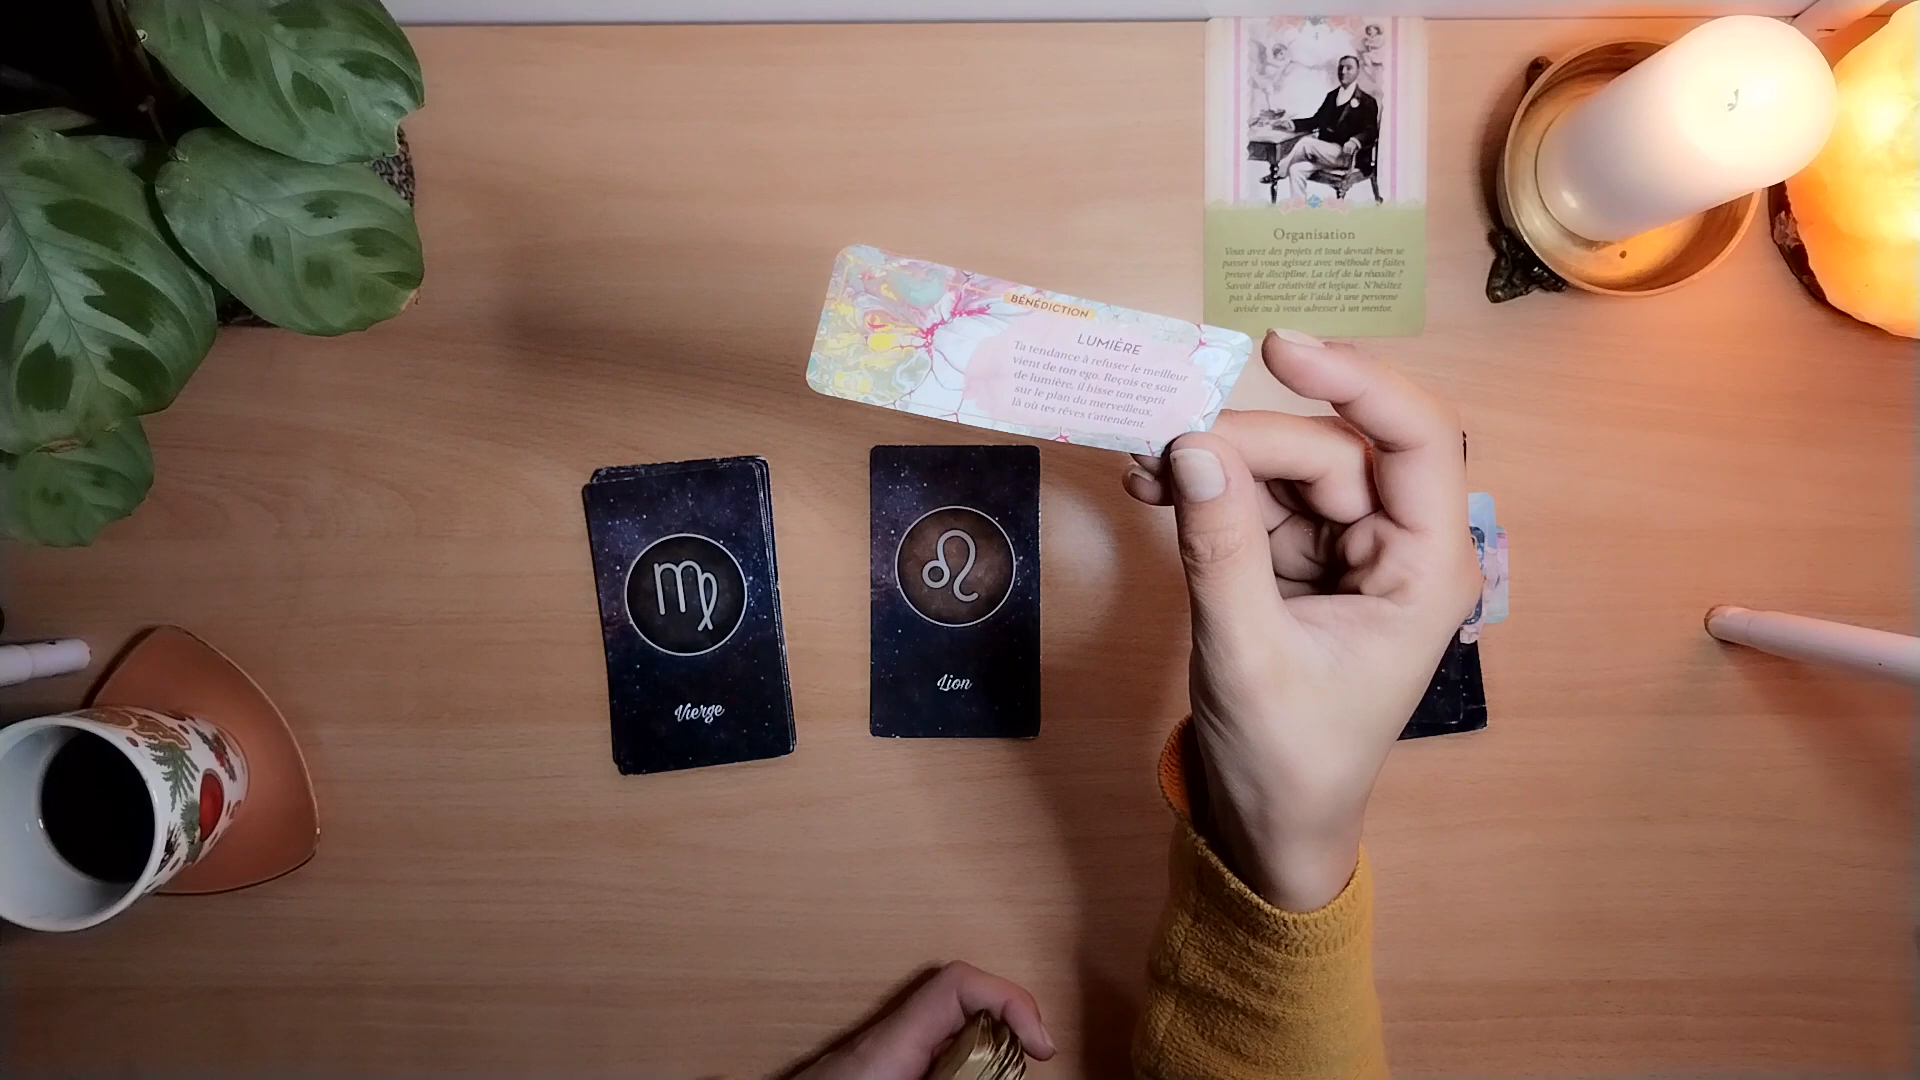 Organisation
Vous avez des projets et tout devrait bien se
passer si vous agissez avec méthode et faites
preuve de discipline. La clef de la réussite ?
Savoir allier créativité et logique. N'hésitez
pas à demander de l'aide à une personne
avisée ou à vous adresser à un mentor.
BÉNÉDICTION
LUMIÈRE
Ta tendance à refuser le meilleur
vient de ton ego. Reçois ce soin
de lumière, il hisse ton esprit
sur le plan du merveilleux,
là où tes rêves t'attendent.
Vierge
Lion